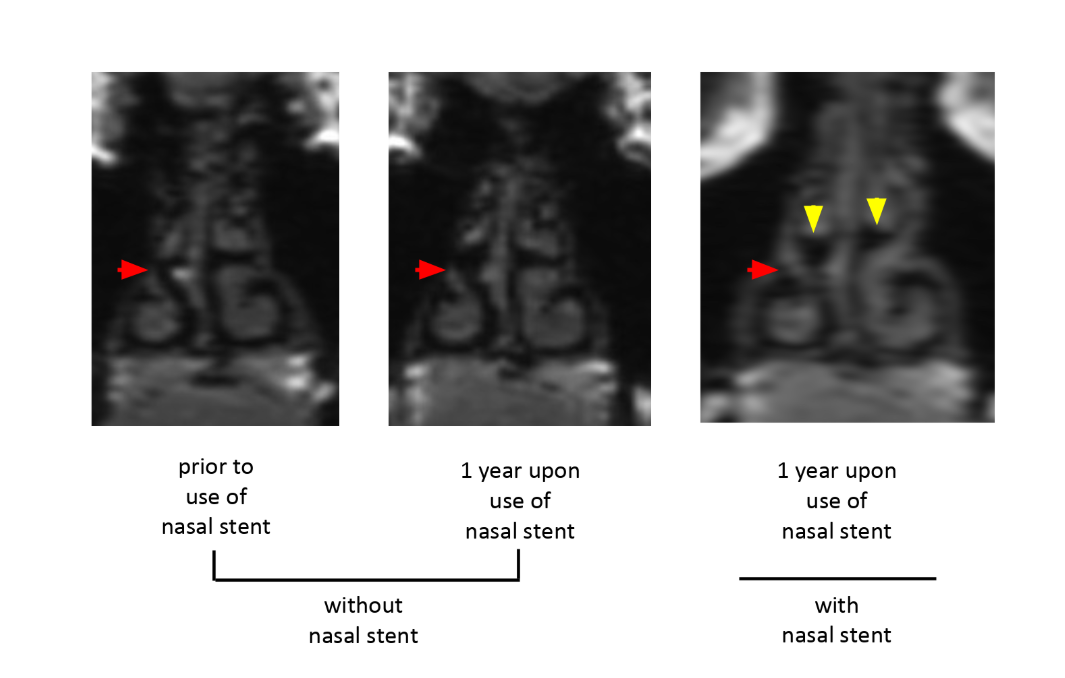 prior to
use of
nasal stent
1 year upon
use of
nasal stent
1 year upon
use of
nasal stent
without
nasal stent
with
nasal stent